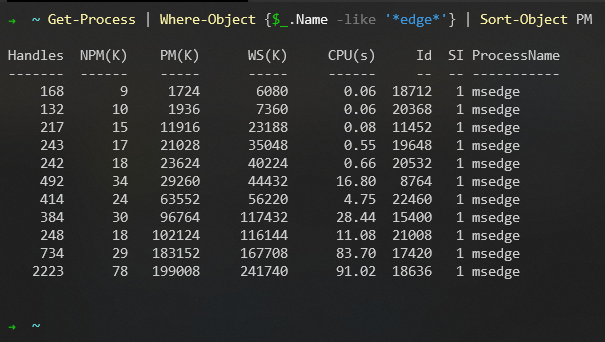 ➜  ~ Get-Process | Where-Object {$_.Name -like '*edge*'} | Sort-Object PM
Handles  NPM(K)    PM(K)      WS(K)     CPU(s)     Id  SI ProcessName
-------  ------    -----      -----     ------     --  -- -----------
    168       9     1724       6080       0.06  18712   1 msedge
    132      10     1936       7360       0.06  20368   1 msedge
    217      15    11916      23188       0.08  11452   1 msedge
    243      17    21028      35048       0.55  19648   1 msedge
    242      18    23624      40224       0.66  20532   1 msedge
    492      34    29260      44432      16.80   8764   1 msedge
    414      24    63552      56220       4.75  22460   1 msedge
    384      30    96764     117432      28.44  15400   1 msedge
    248      18   102124     116144      11.08  21008   1 msedge
    734      29   183152     167708      83.70  17420   1 msedge
   2223      78   199008     241740      91.02  18636   1 msedge
➜  ~